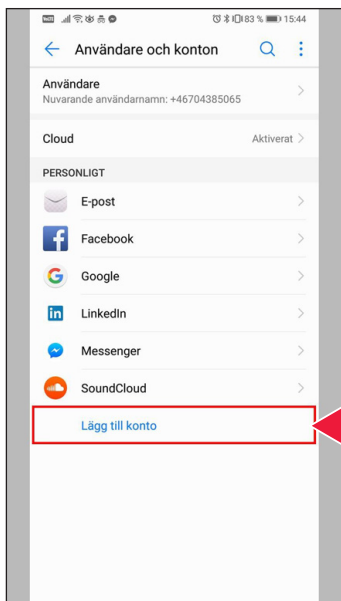 83 % 15:44
Användare och konton
Användare
Nuvarande användarnamn: +46704385065
Cloud Aktiverat
PERSONLIGT
E-post
Facebook
Google
in LinkedIn
Messenger
SoundCloud
Lägg till konto